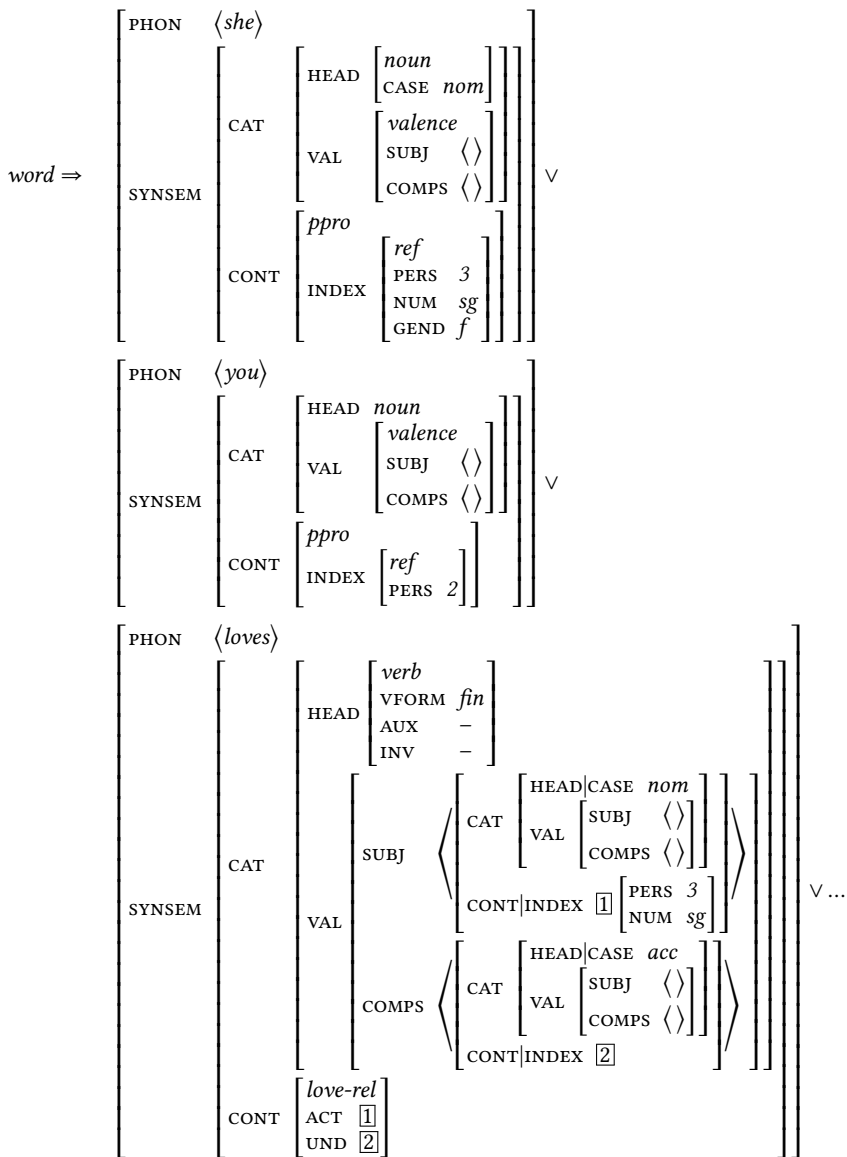 PHON ⟨she⟩
HEAD [noun
CASE nom]
CAT
VAL [valence
SUBJ ⟨⟩
COMPS ⟨⟩]
word ⇒ SYNSEM ∨
CONT [ppro
INDEX [ref
PERS 3
NUM sg
GEND f]]
PHON ⟨you⟩
HEAD noun
CAT
VAL [valence
SUBJ ⟨⟩
COMPS ⟨⟩]
SYNSEM ∨
CONT [ppro
INDEX [ref
PERS 2]]
PHON ⟨loves⟩
HEAD [verb
VFORM fin
AUX –
INV –]
CAT
VAL
SUBJ ⟨[CAT [HEAD|CASE nom
VAL [SUBJ ⟨⟩
COMPS ⟨⟩]]
CONT|INDEX 1 [PERS 3
NUM sg]]⟩
SYNSEM ∨ ...
COMPS ⟨[CAT [HEAD|CASE acc
VAL [SUBJ ⟨⟩
COMPS ⟨⟩]]
CONT|INDEX 2]⟩
CONT [love-rel
ACT 1
UND 2]